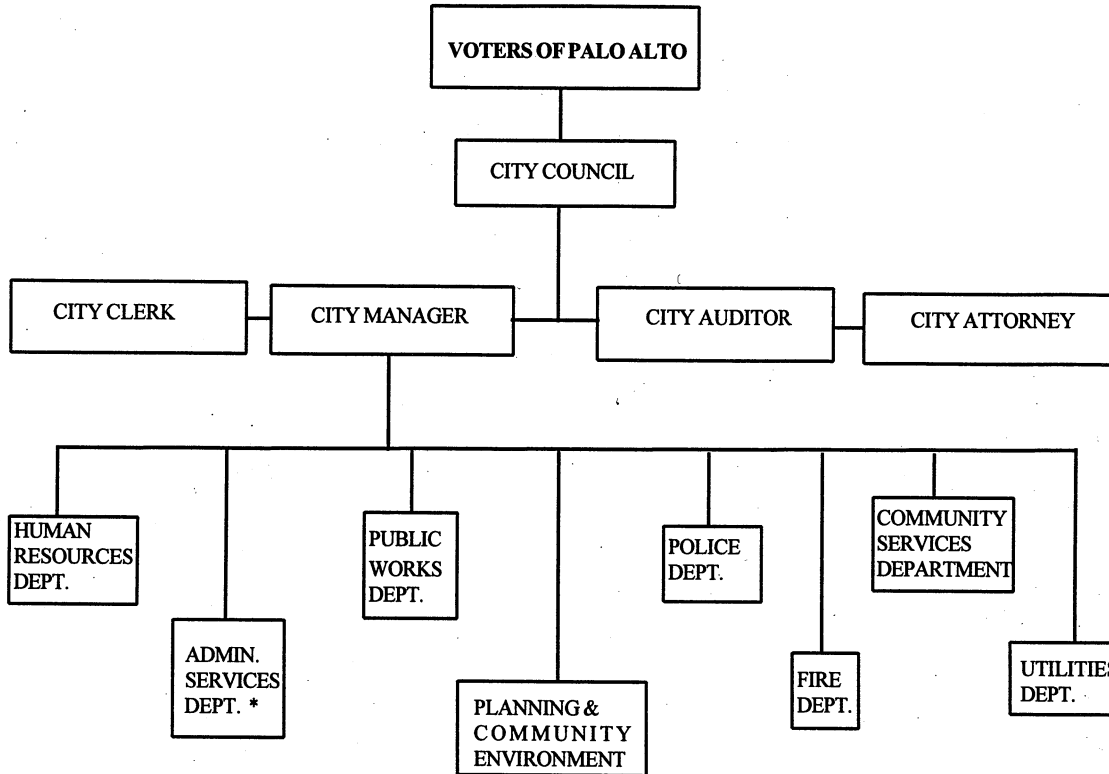 VOTERS OF PALO ALTO
CITY COUNCIL
CITY CLERK
CITY MANAGER
CITY AUDITOR
CITY ATTORNEY
HUMAN
RESOURCES
DEPT.
ADMIN.
SERVICES
DEPT. *
PUBLIC
WORKS
DEPT.
PLANNING &
COMMUNITY
ENVIRONMENT
POLICE
DEPT.
FIRE
DEPT.
COMMUNITY
SERVICES
DEPARTMENT
UTILITIES
DEPT.